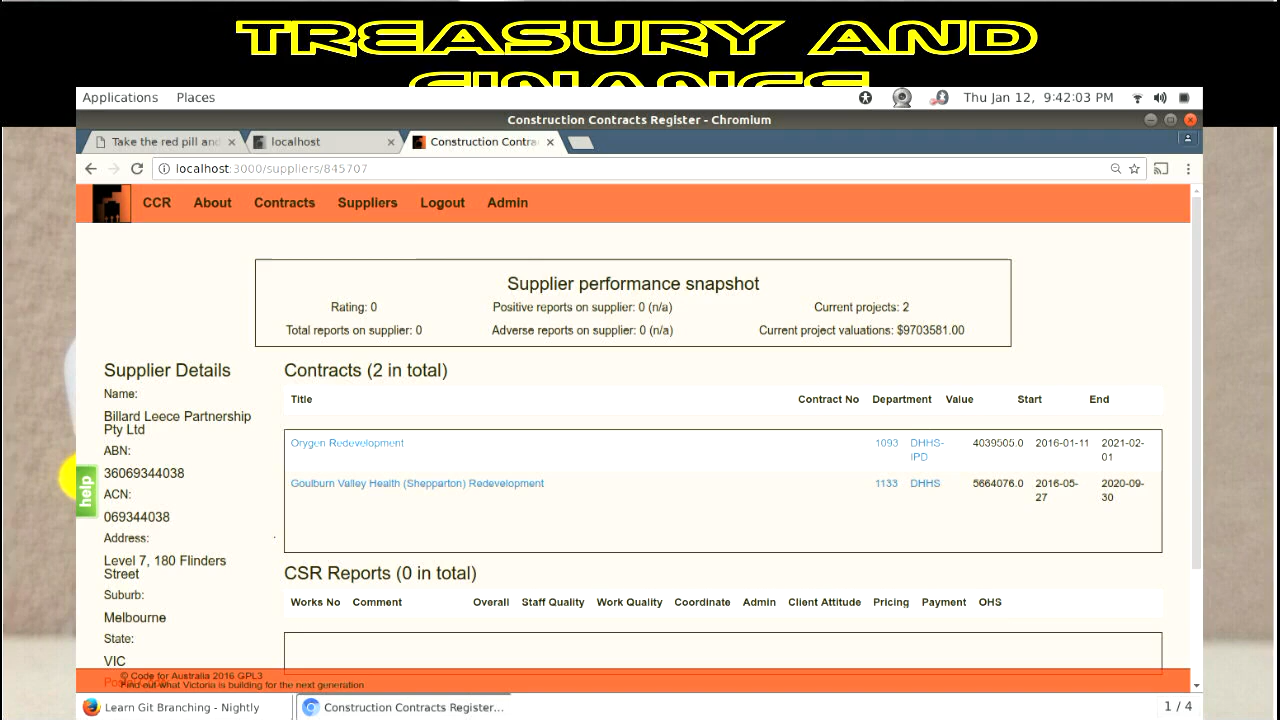 TREASURY AND
FINANCE
Applications Places Thu Jan 12, 9:42:03 PM
Construction Contracts Register - Chromium
Take the red pill and localhost Construction Contra
localhost:3000/suppliers/845707
CCR About Contracts Suppliers Logout Admin
Supplier performance snapshot
Rating: 0 Positive reports on supplier: 0 (n/a) Current projects: 2
Total reports on supplier: 0 Adverse reports on supplier: 0 (n/a) Current project valuations: $9703581.00
Supplier Details
Name:
Billard Leece Partnership
Pty Ltd
ABN:
36069344038
ACN:
069344038
Address:
Level 7, 180 Flinders
Street
Suburb:
Melbourne
State:
VIC
help
Contracts (2 in total)
Title Contract No Department Value Start End
Orygen Redevelopment 1093 DHHS- 4039505.0 2016-01-11 2021-02-
IPD 01
Goulburn Valley Health (Shepparton) Redevelopment 1133 DHHS 5664076.0 2016-05- 2020-09-
27 30
CSR Reports (0 in total)
Works No Comment Overall Staff Quality Work Quality Coordinate Admin Client Attitude Pricing Payment OHS
© Code for Australia 2016 GPL3
Find out what Victoria is building for the next generation
Learn Git Branching - Nightly Construction Contracts Register... 1 / 4